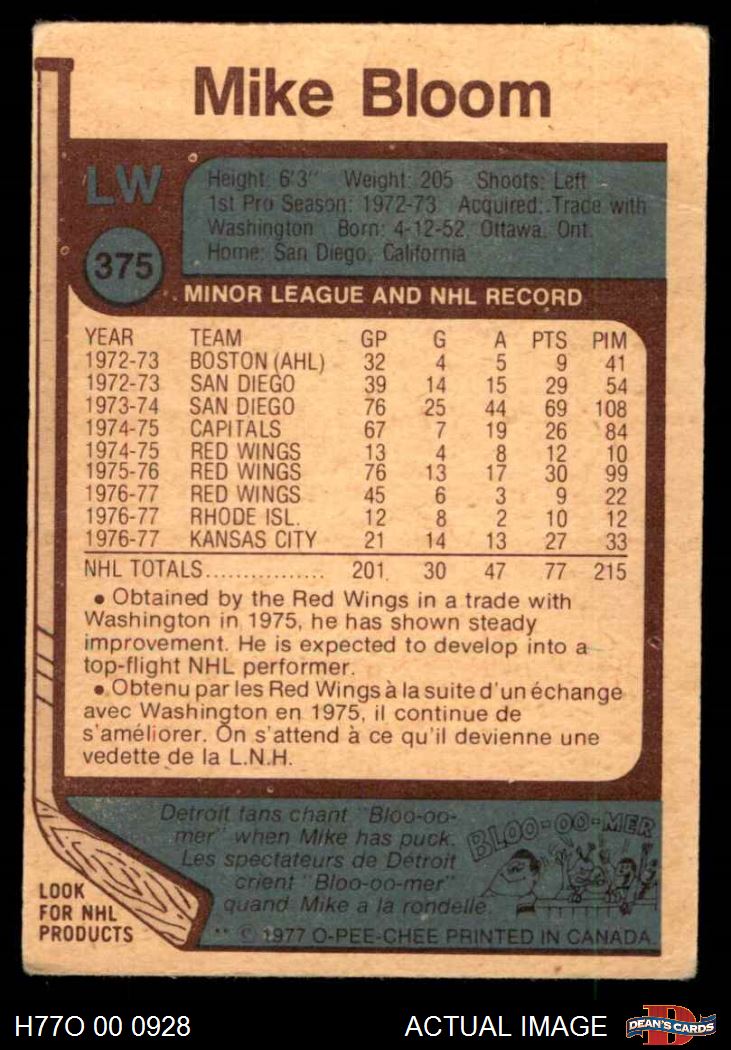 Mike Bloom
LW
Height: 6'3" Weight: 205 Shoots: Left
1st Pro Season: 1972-73 Acquired: Trade with
Washington Born: 4-12-52, Ottawa, Ont.
Home: San Diego, California
375
MINOR LEAGUE AND NHL RECORD
YEAR TEAM GP G A PTS PIM
1972-73 BOSTON (AHL) 32 4 5 9 41
1972-73 SAN DIEGO 39 14 15 29 54
1973-74 SAN DIEGO 76 25 44 69 108
1974-75 CAPITALS 67 7 19 26 84
1974-75 RED WINGS 13 4 8 12 10
1975-76 RED WINGS 76 13 17 30 99
1976-77 RED WINGS 45 6 3 9 22
1976-77 RHODE ISL. 12 8 2 10 12
1976-77 KANSAS CITY 21 14 13 27 33
NHL TOTALS................ 201 30 47 77 215
• Obtained by the Red Wings in a trade with
Washington in 1975, he has shown steady
improvement. He is expected to develop into a
top-flight NHL performer.
• Obtenu par les Red Wings à la suite d'un échange
avec Washington en 1975, il continue de
s'améliorer. On s'attend à ce qu'il devienne une
vedette de la L.N.H.
Detroit fans chant "Bloo-oo-
mer" when Mike has puck.
Les spectateurs de Détroit
crient "Bloo-oo-mer"
quand Mike a la rondelle.
BLOO-OO-MER
LOOK
FOR NHL
PRODUCTS
** © 1977 O-PEE-CHEE PRINTED IN CANADA.
H77O 00 0928
ACTUAL IMAGE
D
DEAN'S CARDS